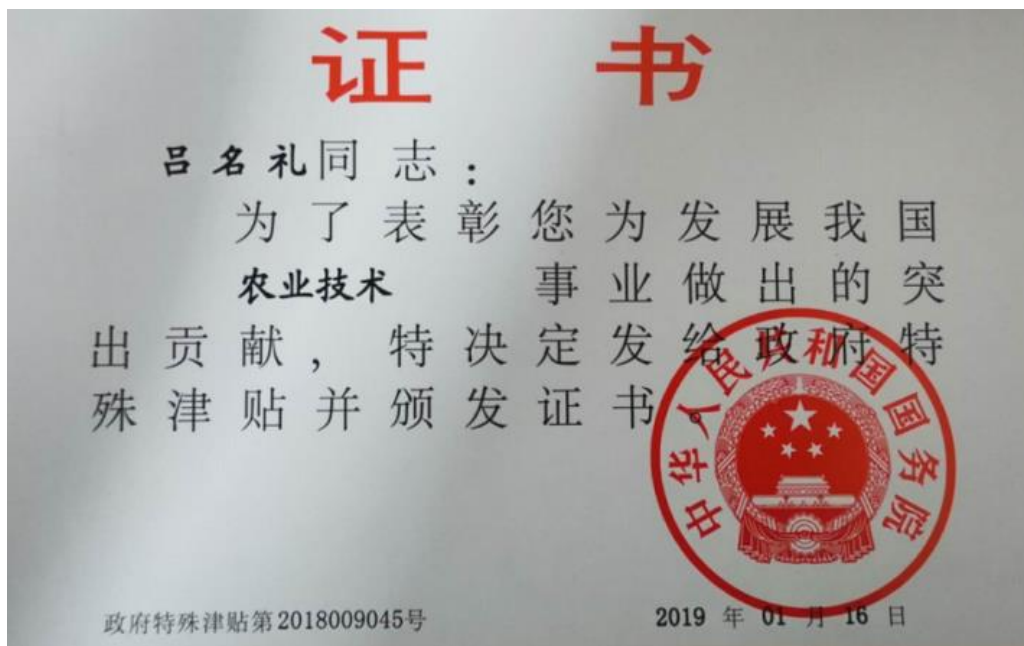 证书
吕名礼同志：
为了表彰您为发展我国
农业技术 事业做出的突
出贡献，特决定发给政府特
殊津贴并颁发证书。
中华人民共和国国务院
政府特殊津贴第2018009045号
2019 年 01 月 16 日